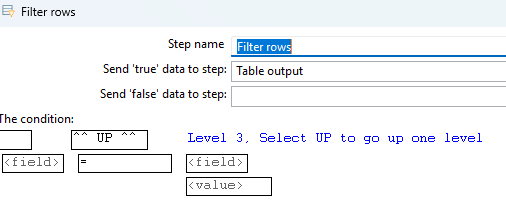 Filter rows
Step name Filter rows
Send 'true' data to step: Table output
Send 'false' data to step:
The condition:
^^ UP ^^ Level 3, Select UP to go up one level
<field> = <field>
<value>